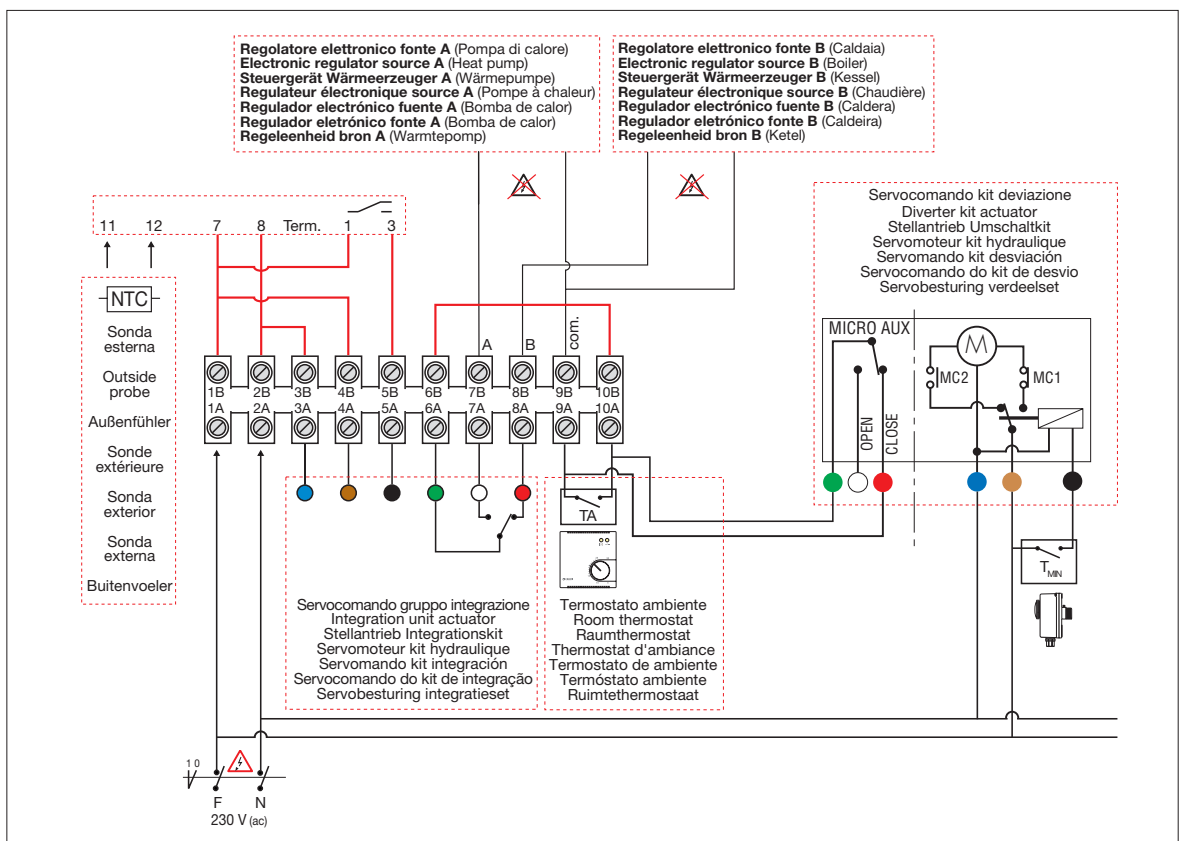 Regolatore elettronico fonte A (Pompa di calore)
Electronic regulator source A (Heat pump)
Steuergerät Wärmeerzeuger A (Wärmepumpe)
Regulateur électronique source A (Pompe à chaleur)
Regulador electrónico fuente A (Bomba de calor)
Regulador eletrónico fonte A (Bomba de calor)
Regeleenheid bron A (Warmtepomp)
Regolatore elettronico fonte B (Caldaia)
Electronic regulator source B (Boiler)
Steuergerät Wärmeerzeuger B (Kessel)
Regulateur électronique source B (Chaudière)
Regulador electrónico fuente B (Caldera)
Regulador eletrónico fonte B (Caldeira)
Regeleenheid bron B (Ketel)
11 12 7 8 Term. 1 3
NTC
Sonda
esterna
Outside
probe
Außenfühler
Sonde
extérieure
Sonda
exterior
Sonda
externa
Buitenvoeler
A
B
com.
1B 2B 3B 4B 5B 6B 7B 8B 9B 10B
1A 2A 3A 4A 5A 6A 7A 8A 9A 10A
Servocomando kit deviazione
Diverter kit actuator
Stellantrieb Umschaltkit
Servomoteur kit hydraulique
Servomando kit desviación
Servocomando do kit de desvio
Servobesturing verdeelset
MICRO AUX
OPEN
CLOSE
M
MC2
MC1
TMIN
TA
Servocomando gruppo integrazione
Integration unit actuator
Stellantrieb Integrationskit
Servomoteur kit hydraulique
Servomando kit integración
Servocomando do kit de integração
Servobesturing integratieset
Termostato ambiente
Room thermostat
Raumthermostat
Thermostat d'ambiance
Termostato de ambiente
Termóstato ambiente
Ruimtethermostaat
1 0
F N
230 V (ac)